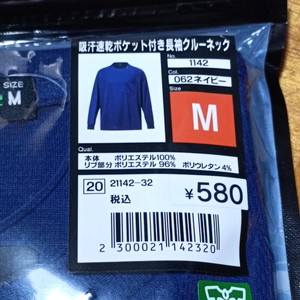 吸汗速乾ポケット付き長袖クルーネック
No.
1142
Col.
062ネイビー
Size
M
SIZE
M
Qual.
本体 ポリエステル100%
リブ部分 ポリエステル 96% ポリウレタン 4%
20 21142-32
税込
¥580
2 300021 142320